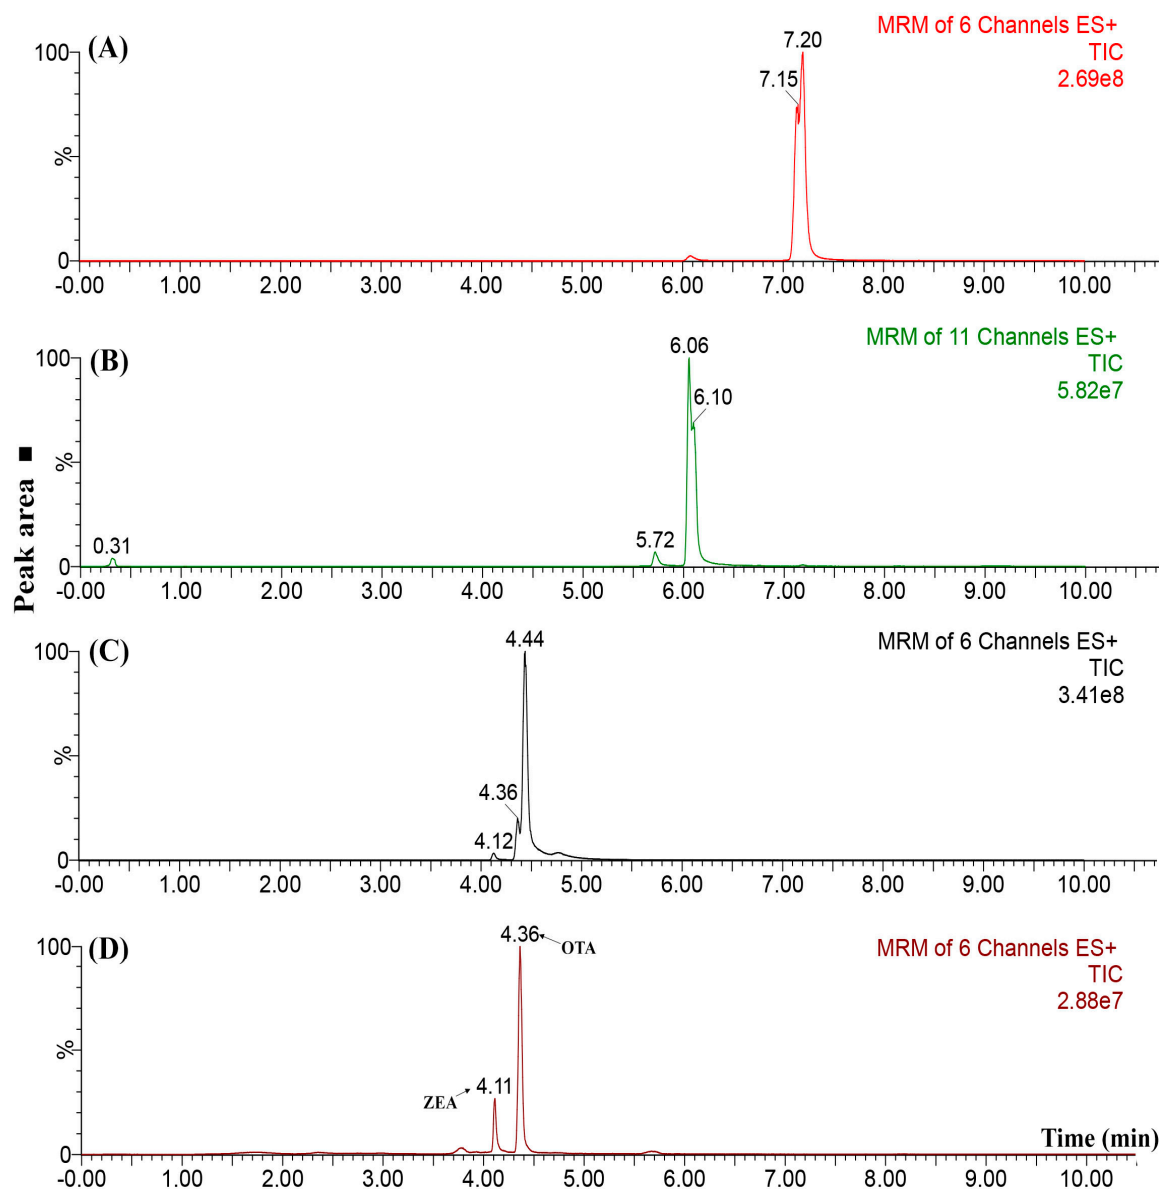 (A)
MRM of 6 Channels ES+
TIC
2.69e8
7.20
7.15
100
%
0
-0.00 1.00 2.00 3.00 4.00 5.00 6.00 7.00 8.00 9.00 10.00
(B)
MRM of 11 Channels ES+
TIC
5.82e7
6.06
6.10
5.72
0.31
100
%
0
-0.00 1.00 2.00 3.00 4.00 5.00 6.00 7.00 8.00 9.00 10.00
Peak area ■
(C)
MRM of 6 Channels ES+
TIC
3.41e8
4.44
4.36
4.12
100
%
0
-0.00 1.00 2.00 3.00 4.00 5.00 6.00 7.00 8.00 9.00 10.00
(D)
MRM of 6 Channels ES+
TIC
2.88e7
4.36
OTA
ZEA
4.11
100
%
0
Time (min)
-0.00 1.00 2.00 3.00 4.00 5.00 6.00 7.00 8.00 9.00 10.00